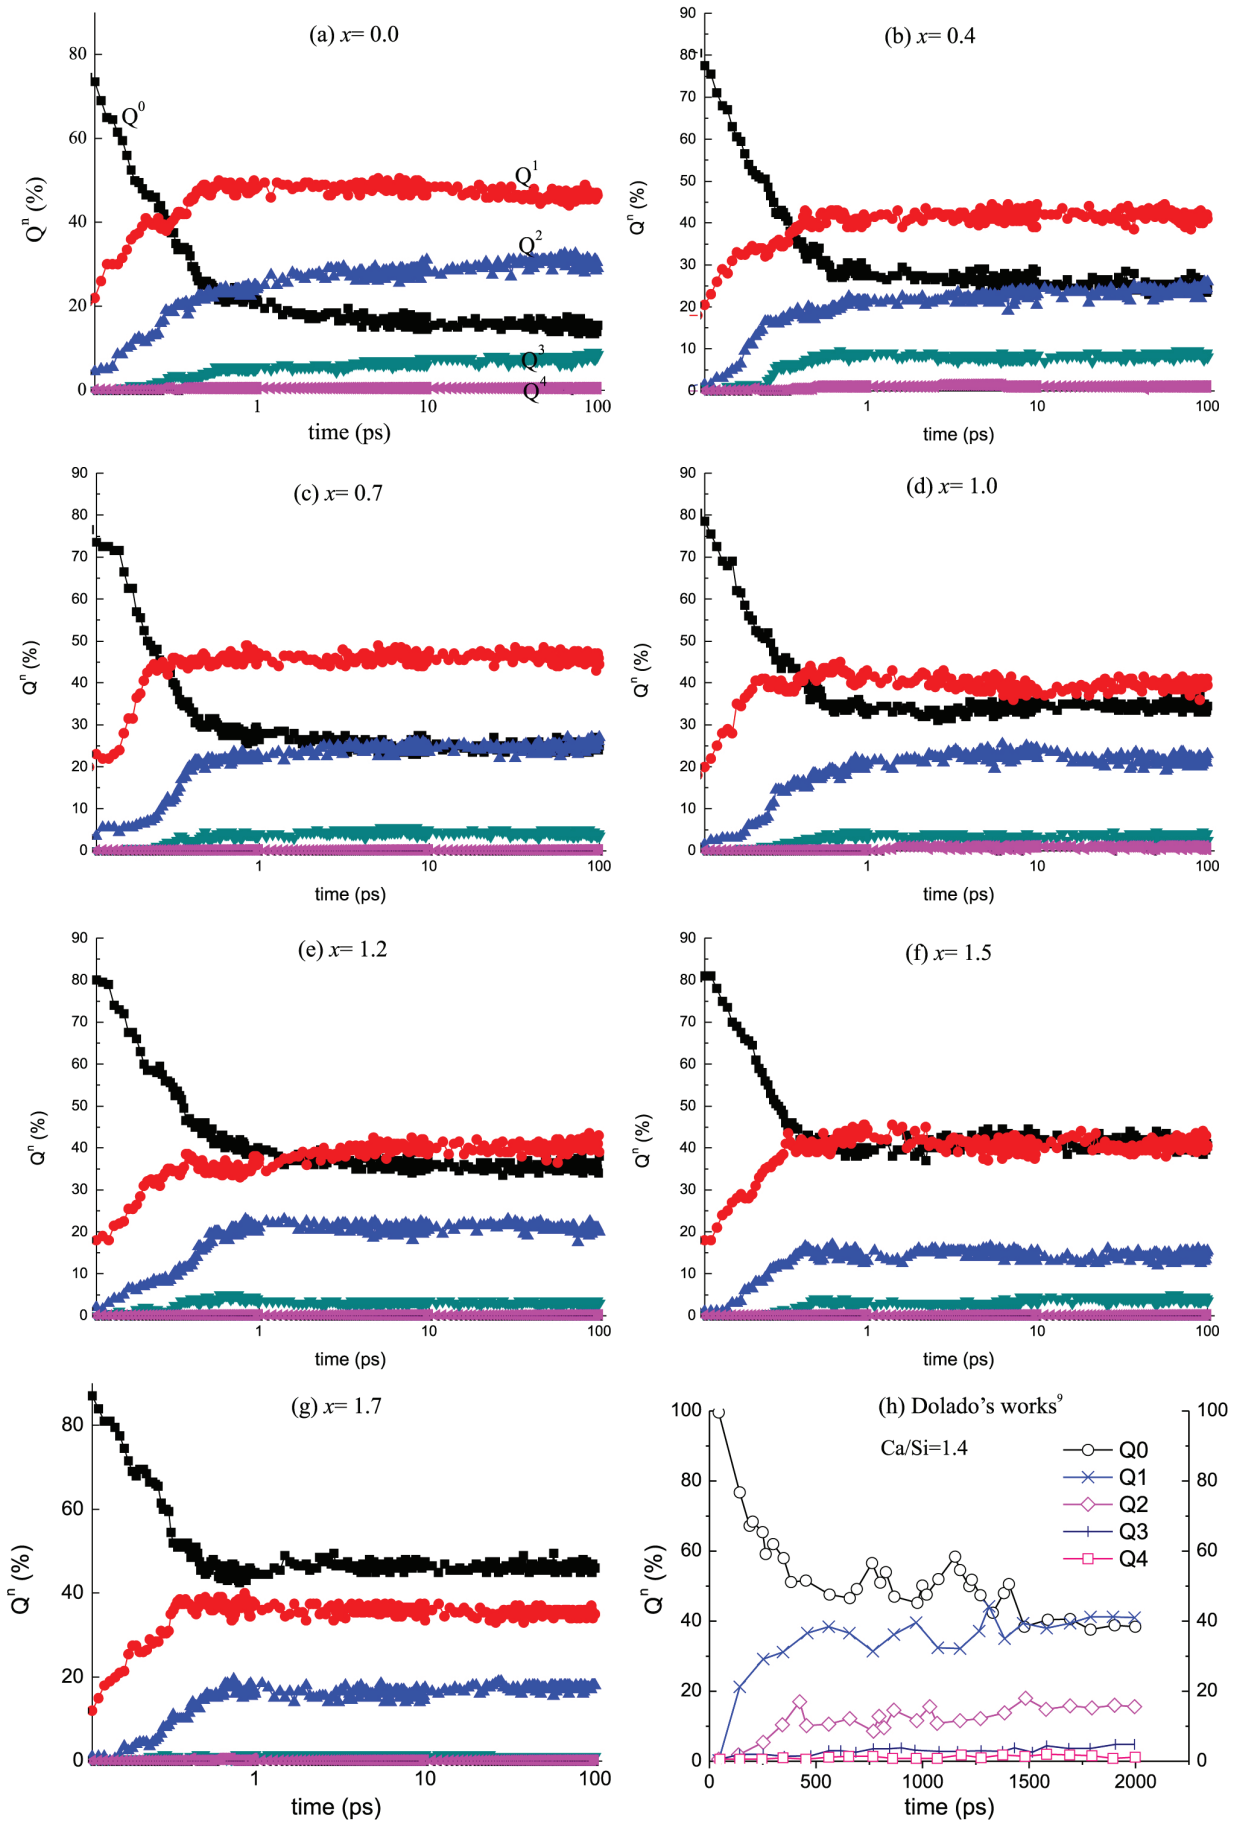 (a) x= 0.0
80
60
40
20
0
1
10
100
Qⁿ (%)
time (ps)
Q⁰
Q¹
Q²
Q³
Q⁴
(b) x= 0.4
90
80
70
60
50
40
30
20
10
0
1
10
100
Qⁿ (%)
time (ps)
(c) x= 0.7
90
80
70
60
50
40
30
20
10
0
1
10
100
Qⁿ (%)
time (ps)
(d) x= 1.0
90
80
70
60
50
40
30
20
10
0
1
10
100
Qⁿ (%)
time (ps)
(e) x= 1.2
90
80
70
60
50
40
30
20
10
0
1
10
100
Qⁿ (%)
time (ps)
(f) x= 1.5
90
80
70
60
50
40
30
20
10
0
1
10
100
Qⁿ (%)
time (ps)
(g) x= 1.7
80
60
40
20
0
1
10
100
Qⁿ (%)
time (ps)
(h) Dolado’s works⁹
Ca/Si=1.4
Q0
Q1
Q2
Q3
Q4
100
80
60
40
20
0
100
80
60
40
20
0
0
500
1000
1500
2000
Qⁿ (%)
time (ps)